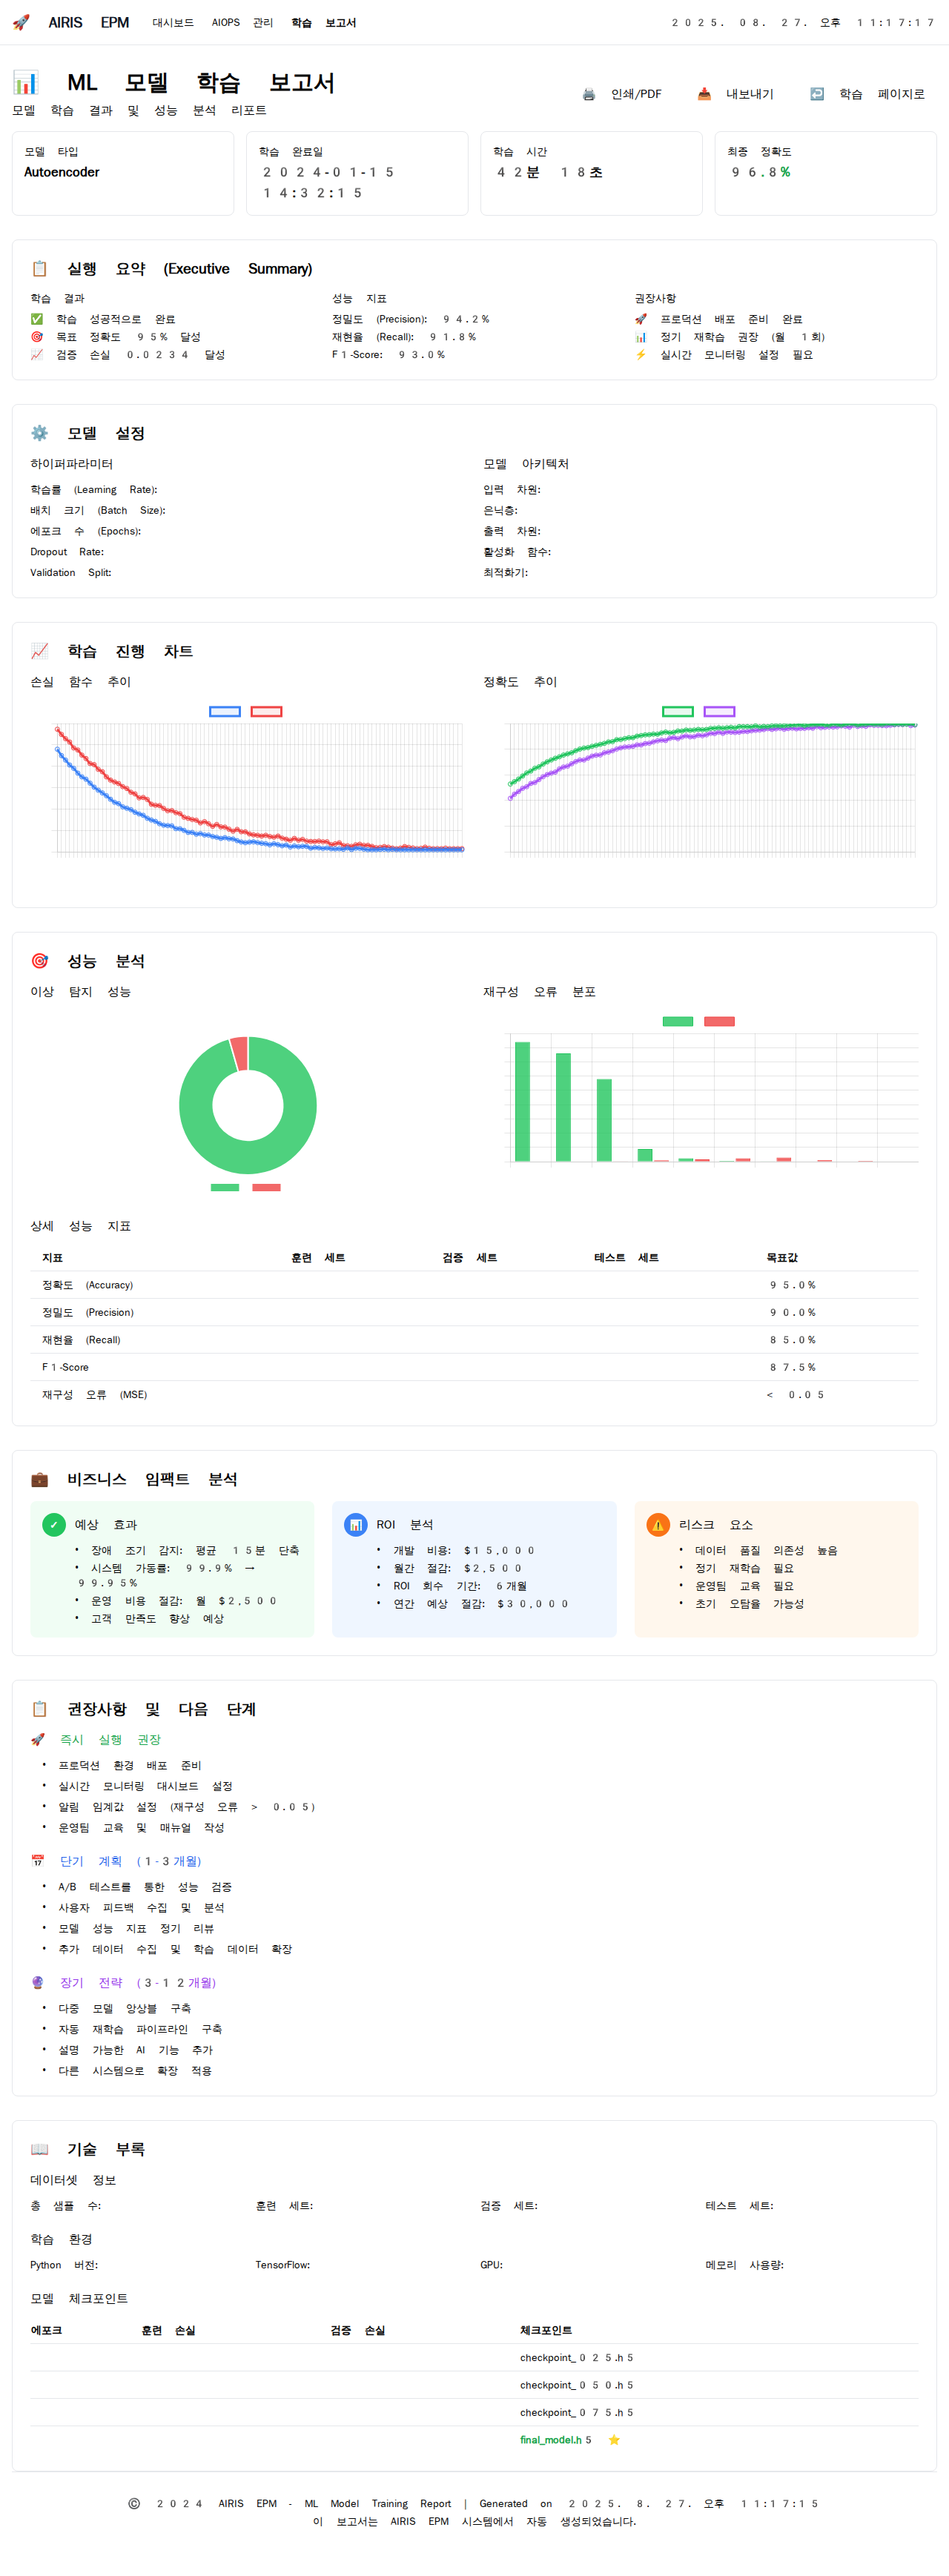 🚀 AIRIS EPM 대시보드 AIOPS 관리 학습 보고서 2025. 08. 27. 오후 11:17:17
📊 ML 모델 학습 보고서
모델 학습 결과 및 성능 분석 리포트
🖨️ 인쇄/PDF 📥 내보내기 ↩️ 학습 페이지로
모델 타입
Autoencoder
학습 완료일
2024-01-15
14:32:15
학습 시간
42분 18초
최종 정확도
96.8%
📋 실행 요약 (Executive Summary)
학습 결과
✅ 학습 성공적으로 완료
🎯 목표 정확도 95% 달성
📈 검증 손실 0.0234 달성
성능 지표
정밀도 (Precision): 94.2%
재현율 (Recall): 91.8%
F1-Score: 93.0%
권장사항
🚀 프로덕션 배포 준비 완료
📊 정기 재학습 권장 (월 1회)
⚡ 실시간 모니터링 설정 필요
⚙️ 모델 설정
하이퍼파라미터
학습률 (Learning Rate):
배치 크기 (Batch Size):
에포크 수 (Epochs):
Dropout Rate:
Validation Split:
모델 아키텍처
입력 차원:
은닉층:
출력 차원:
활성화 함수:
최적화기:
📈 학습 진행 차트
손실 함수 추이
정확도 추이
🎯 성능 분석
이상 탐지 성능
재구성 오류 분포
상세 성능 지표
지표 훈련 세트 검증 세트 테스트 세트 목표값
정확도 (Accuracy) 95.0%
정밀도 (Precision) 90.0%
재현율 (Recall) 85.0%
F1-Score 87.5%
재구성 오류 (MSE) < 0.05
💼 비즈니스 임팩트 분석
✓ 예상 효과
• 장애 조기 감지: 평균 15분 단축
• 시스템 가동률: 99.9% →
99.95%
• 운영 비용 절감: 월 $2,500
• 고객 만족도 향상 예상
📊 ROI 분석
• 개발 비용: $15,000
• 월간 절감: $2,500
• ROI 회수 기간: 6개월
• 연간 예상 절감: $30,000
⚠️ 리스크 요소
• 데이터 품질 의존성 높음
• 정기 재학습 필요
• 운영팀 교육 필요
• 초기 오탐율 가능성
📋 권장사항 및 다음 단계
🚀 즉시 실행 권장
• 프로덕션 환경 배포 준비
• 실시간 모니터링 대시보드 설정
• 알림 임계값 설정 (재구성 오류 > 0.05)
• 운영팀 교육 및 매뉴얼 작성
📅 단기 계획 (1-3개월)
• A/B 테스트를 통한 성능 검증
• 사용자 피드백 수집 및 분석
• 모델 성능 지표 정기 리뷰
• 추가 데이터 수집 및 학습 데이터 확장
🔮 장기 전략 (3-12개월)
• 다중 모델 앙상블 구축
• 자동 재학습 파이프라인 구축
• 설명 가능한 AI 기능 추가
• 다른 시스템으로 확장 적용
📖 기술 부록
데이터셋 정보
총 샘플 수: 훈련 세트: 검증 세트: 테스트 세트:
학습 환경
Python 버전: TensorFlow: GPU: 메모리 사용량:
모델 체크포인트
에포크 훈련 손실 검증 손실 체크포인트
checkpoint_025.h5
checkpoint_050.h5
checkpoint_075.h5
final_model.h5 ⭐
© 2024 AIRIS EPM - ML Model Training Report | Generated on 2025. 8. 27. 오후 11:17:15
이 보고서는 AIRIS EPM 시스템에서 자동 생성되었습니다.